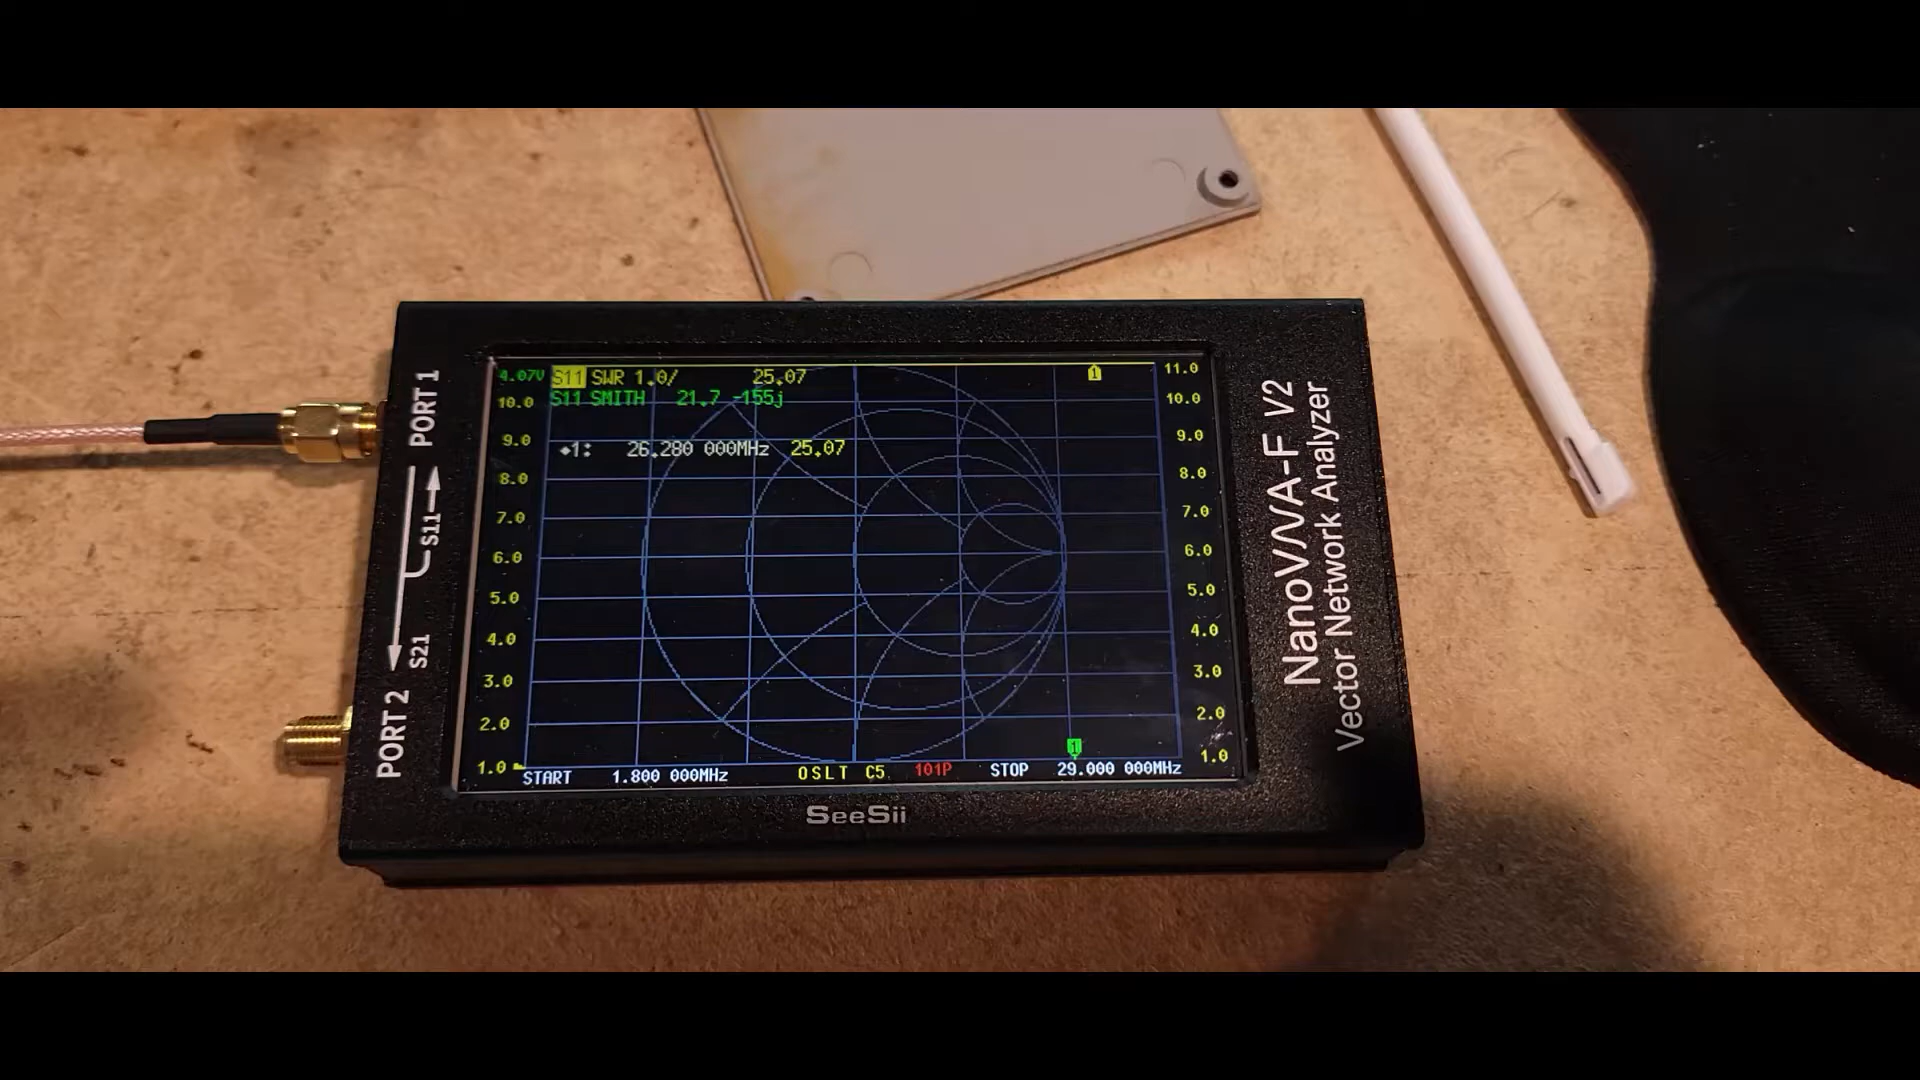 4.07V S11 SWR 1.0/ 25.07
S11 SMITH 21.7 -155j
1: 26.280 000MHz 25.07
1
11.0
10.0
9.0
8.0
7.0
6.0
5.0
4.0
3.0
2.0
1.0
10.0
9.0
8.0
7.0
6.0
5.0
4.0
3.0
2.0
1.0
1
START 1.800 000MHz OSLT C5 101P STOP 29.000 000MHz
SeeSii
PORT 1
S11
S21
PORT 2
NanoVNA-F V2
Vector Network Analyzer